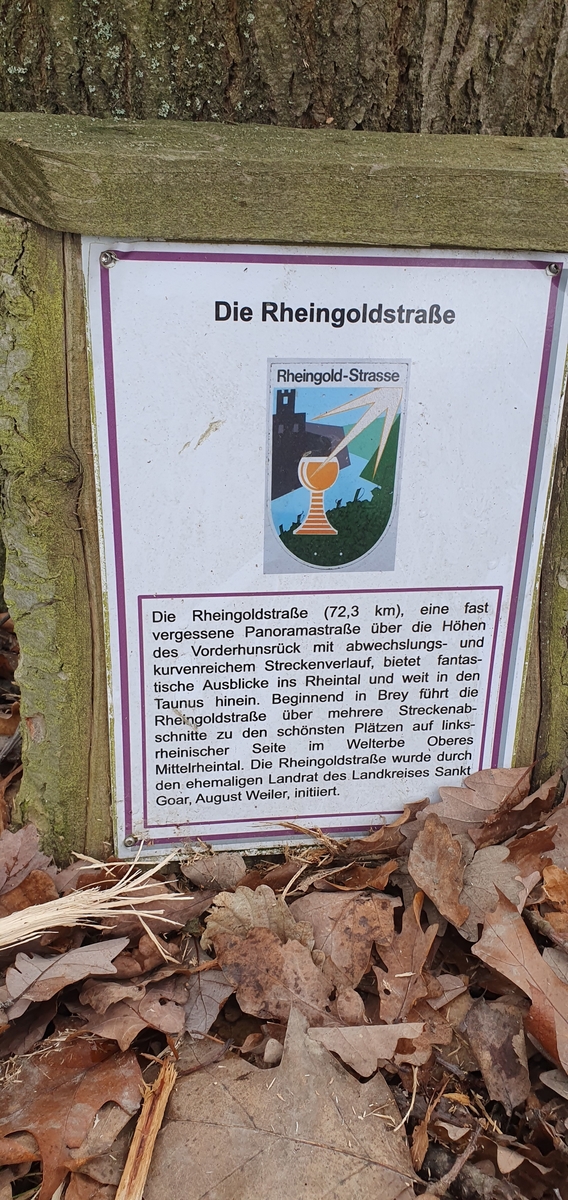 Die Rheingoldstraße
Rheingold-Strasse
Die Rheingoldstraße (72,3 km), eine fast
vergessene Panoramastraße über die Höhen
des Vorderhunsrück mit abwechslungs- und
kurvenreichem Streckenverlauf, bietet fantas-
tische Ausblicke ins Rheintal und weit in den
Taunus hinein. Beginnend in Brey führt die
Rheingoldstraße über mehrere Streckenab-
schnitte zu den schönsten Plätzen auf links-
rheinischer Seite im Welterbe Oberes
Mittelrheintal. Die Rheingoldstraße wurde durch
den ehemaligen Landrat des Landkreises Sankt
Goar, August Weiler, initiiert.